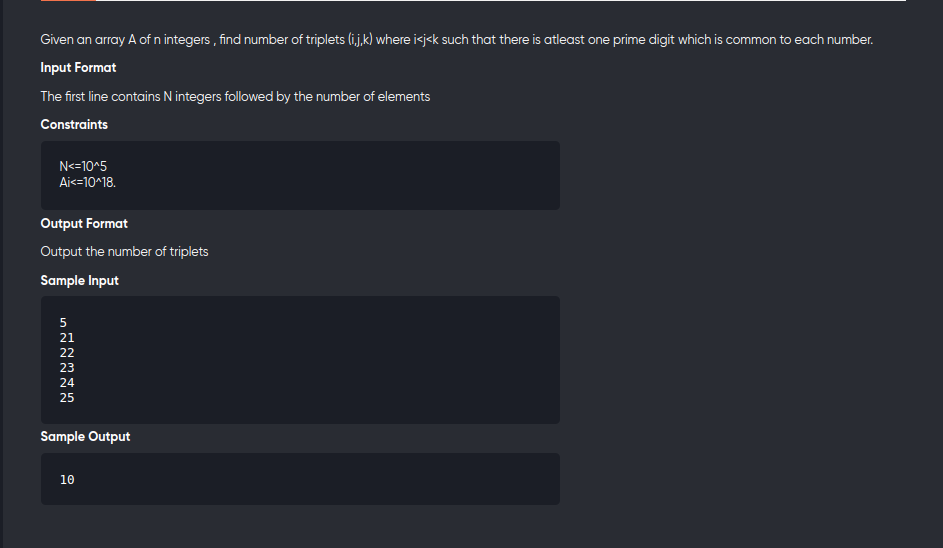 Given an array A of n integers , find number of triplets (i,j,k) where i<j<k such that there is atleast one prime digit which is common to each number.
Input Format
The first line contains N integers followed by the number of elements
Constraints
N<=10^5
Ai<=10^18.
Output Format
Output the number of triplets
Sample Input
5
21
22
23
24
25
Sample Output
10